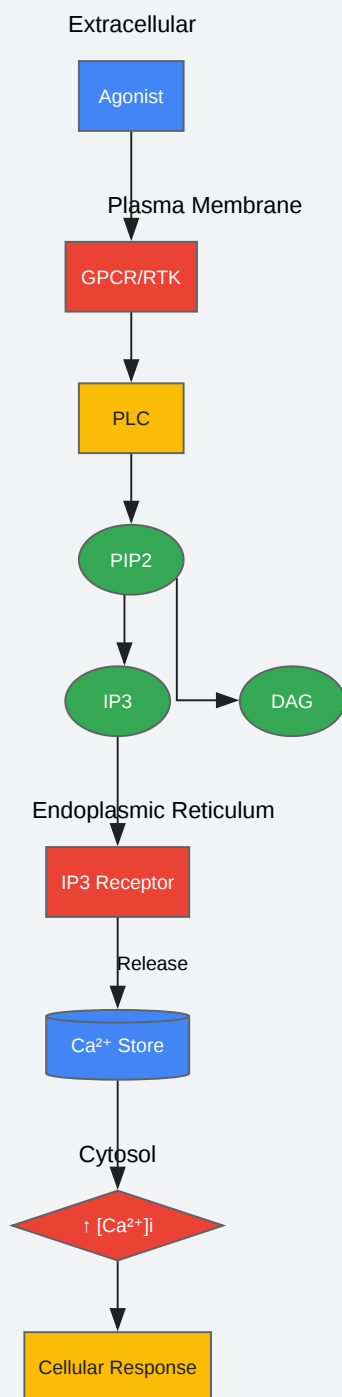 Extracellular
Agonist
Plasma Membrane
GPCR/RTK
PLC
PIP2
IP3
DAG
Endoplasmic Reticulum
IP3 Receptor
Release
Ca²⁺ Store
Cytosol
↑ [Ca²⁺]i
Cellular Response